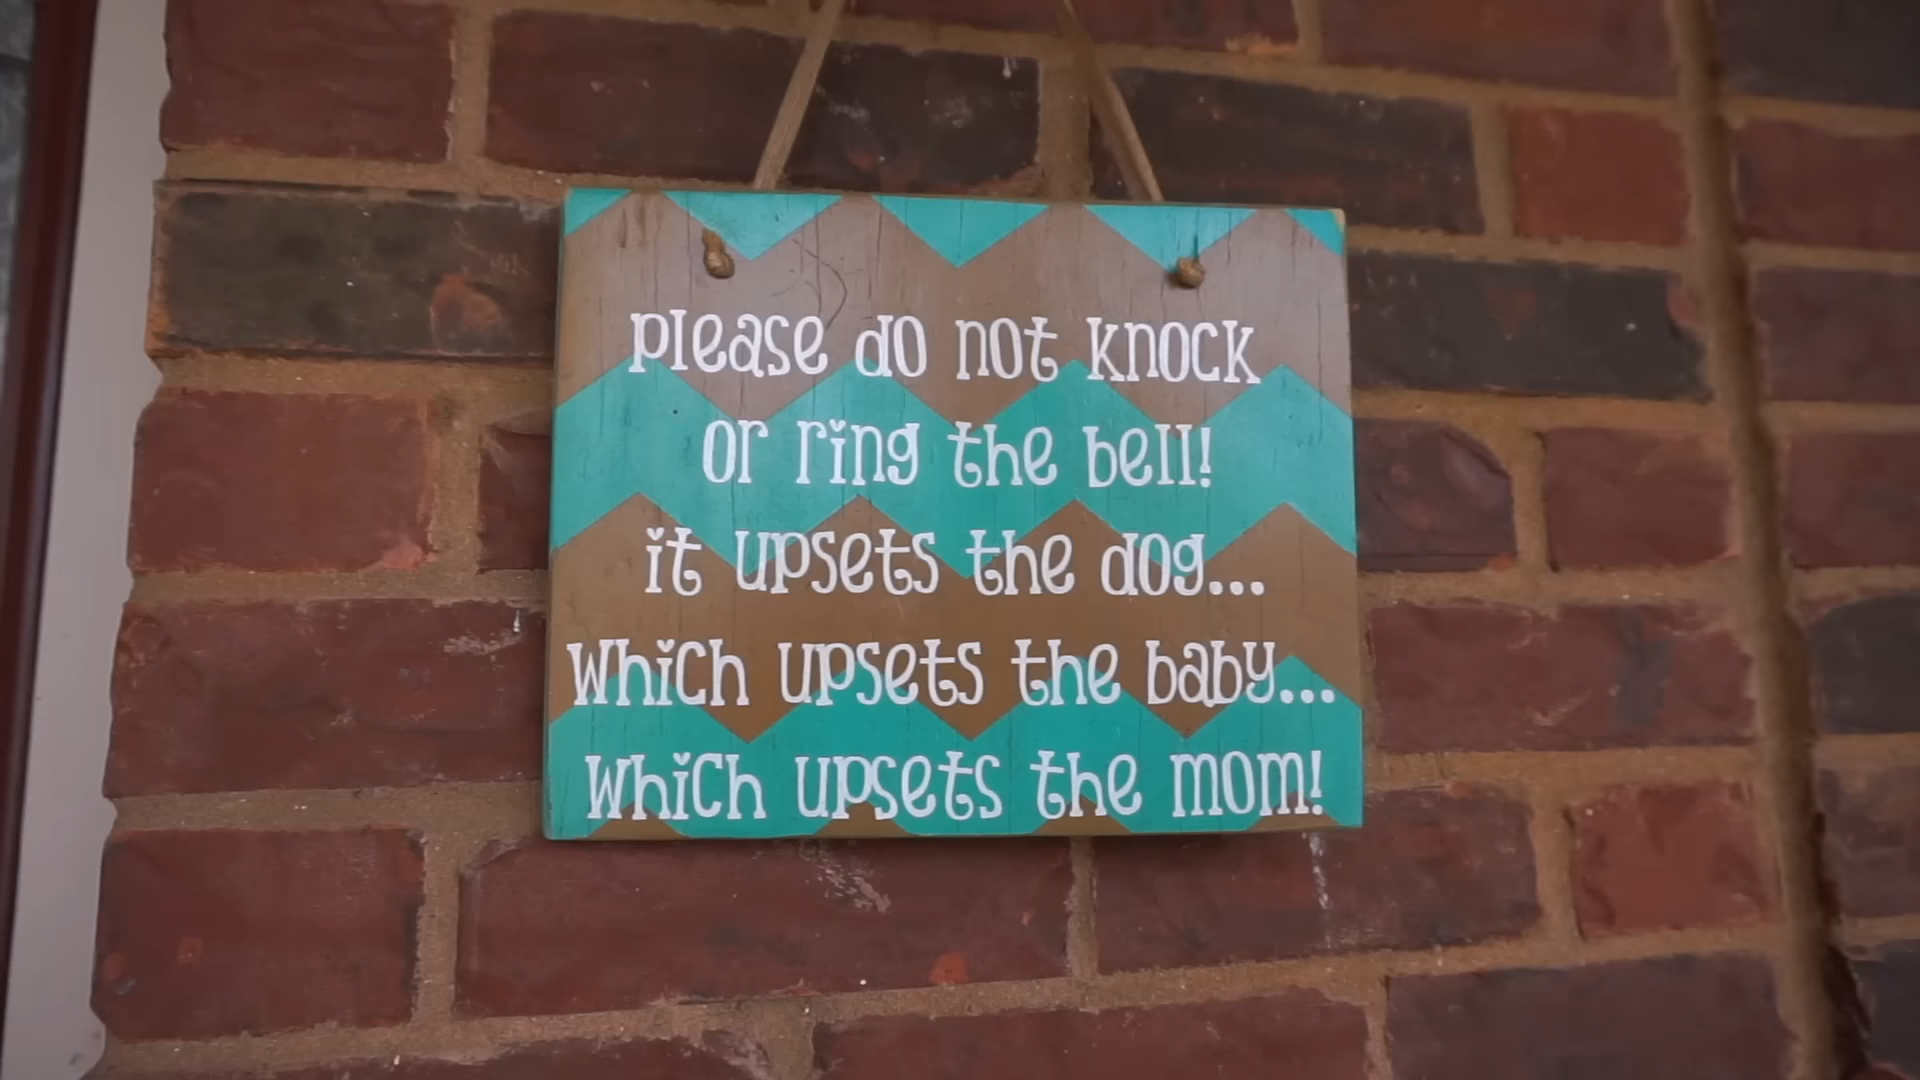 please do not knock
or ring the bell!
it upsets the dog...
which upsets the baby...
which upsets the mom!